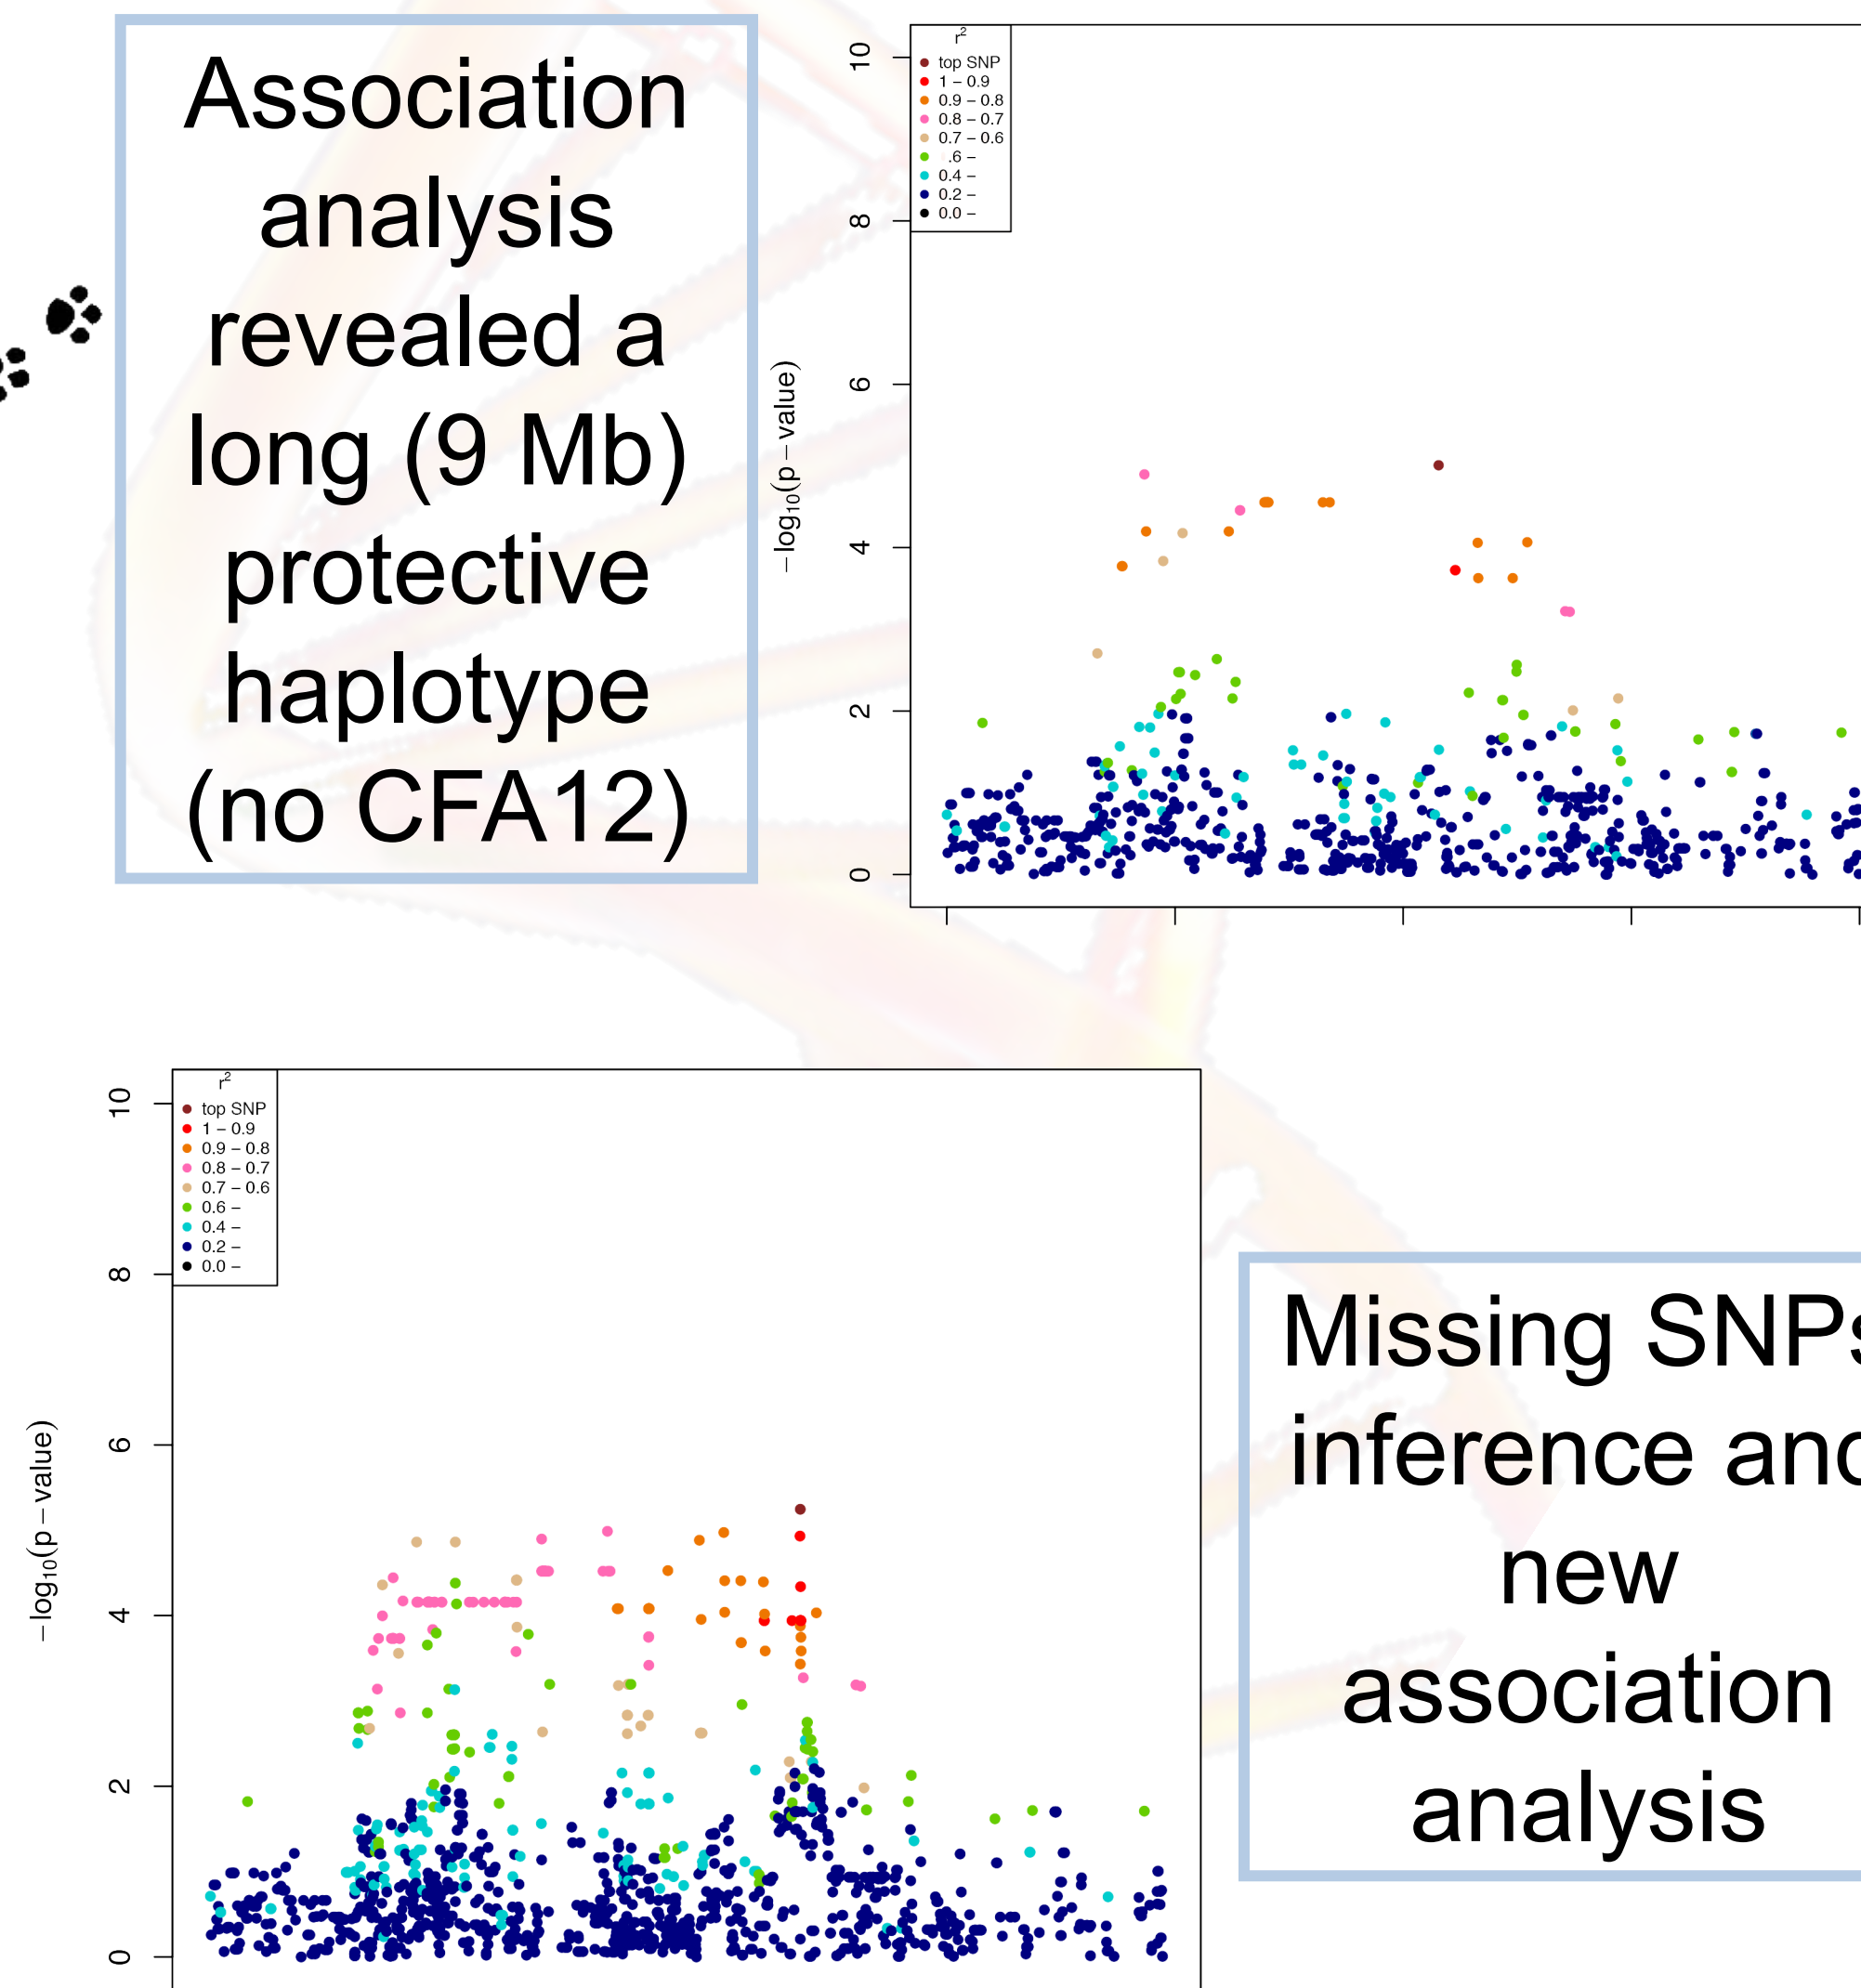 Association
analysis
revealed a
long (9 Mb)
protective
haplotype
(no CFA12)
r²
top SNP
1 – 0.9
0.9 – 0.8
0.8 – 0.7
0.7 – 0.6
.6 –
0.4 –
0.2 –
0.0 –
10
8
6
4
2
0
−log₁₀(p − value)
r²
top SNP
1 – 0.9
0.9 – 0.8
0.8 – 0.7
0.7 – 0.6
0.6 –
0.4 –
0.2 –
0.0 –
10
8
6
4
2
0
−log₁₀(p − value)
Missing SNPs
inference and
new
association
analysis